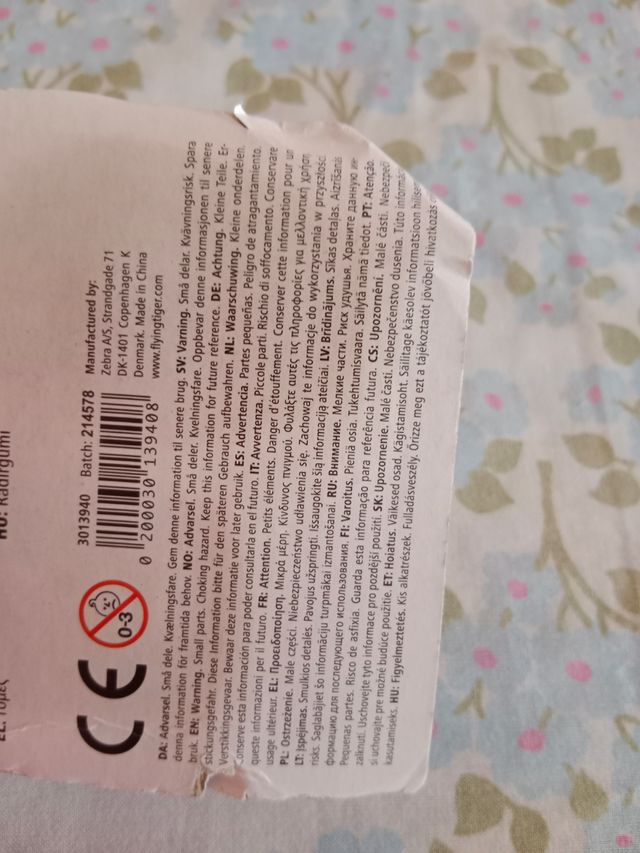 HU: Radírgumi
3013940 Batch: 214578
0 200030 139408
CE
0-3
Manufactured by:
Zebra A/S, Strandgade 71
DK-1401 Copenhagen K
Denmark. Made in China
www.flyingtiger.com
DA: Advarsel. Små dele. Kvælningsfare. Gem denne information til senere brug. SV: Varning. Små delar. Kvävningsrisk. Spara
denna information för framtida behov. NO: Advarsel. Små deler. Kvelningsfare. Oppbevar denne informasjonen til senere
bruk. EN: Warning. Small parts. Choking hazard. Keep this information for future reference. DE: Achtung. Kleine Teile. Er-
stickungsgefahr. Diese Information bitte für den späteren Gebrauch aufbewahren. NL: Waarschuwing. Kleine onderdelen.
Verstikkingsgevaar. Bewaar deze informatie voor later gebruik. ES: Advertencia. Partes pequeñas. Peligro de atragantamiento.
Conserve esta información para poder consultarla en el futuro. IT: Avvertenza. Piccole parti. Rischio di soffocamento. Conservare
queste informazioni per il futuro. FR: Attention. Petits éléments. Danger d'étouffement. Conserver cette information pour un
usage ultérieur. EL: Προειδοποίηση. Μικρά μέρη. Κίνδυνος πνιγμού. Φυλάξτε αυτές τις πληροφορίες για μελλοντική χρήση
PL: Ostrzeżenie. Małe części. Niebezpieczeństwo udławienia się. Zachowaj te informacje do wykorzystania w przyszłości.
LT: Įspėjimas. Smulkios detalės. Pavojus užspringti. Išsaugokite šią informaciją ateičiai. LV: Brīdinājums. Sīkas detaļas. Aizrīšanās
risks. Saglabājiet šo informāciju turpmākai izmantošanai. RU: Внимание. Мелкие части. Риск удушья. Храните данную ин-
формацию для последующего использования. FI: Varoitus. Pieniä osia. Tukehtumisvaara. Säilytä nämä tiedot. PT: Atenção.
Pequenas partes. Risco de asfixia. Guarda esta informação para referência futura. CS: Upozornění. Malé části. Nebezpečí
zalknutí. Uschovejte tyto informace pro pozdější použití. SK: Upozornenie. Malé časti. Nebezpečenstvo dusenia. Túto informác
si uchovajte pre možné budúce použitie. ET: Hoiatus. Väikesed osad. Kägistamisoht. Säilitage käesolev informatsioon hilise
kasutamiseks. HU: Figyelmeztetés. Kis alkatrészek. Fulladásveszély. Őrizze meg ezt a tájékoztatót jövőbeli hivatkozás